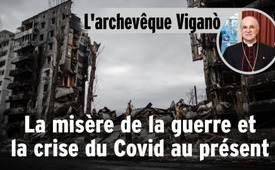 L'archevêque Viganò
La misère de la guerre et
la crise du Covid au présent